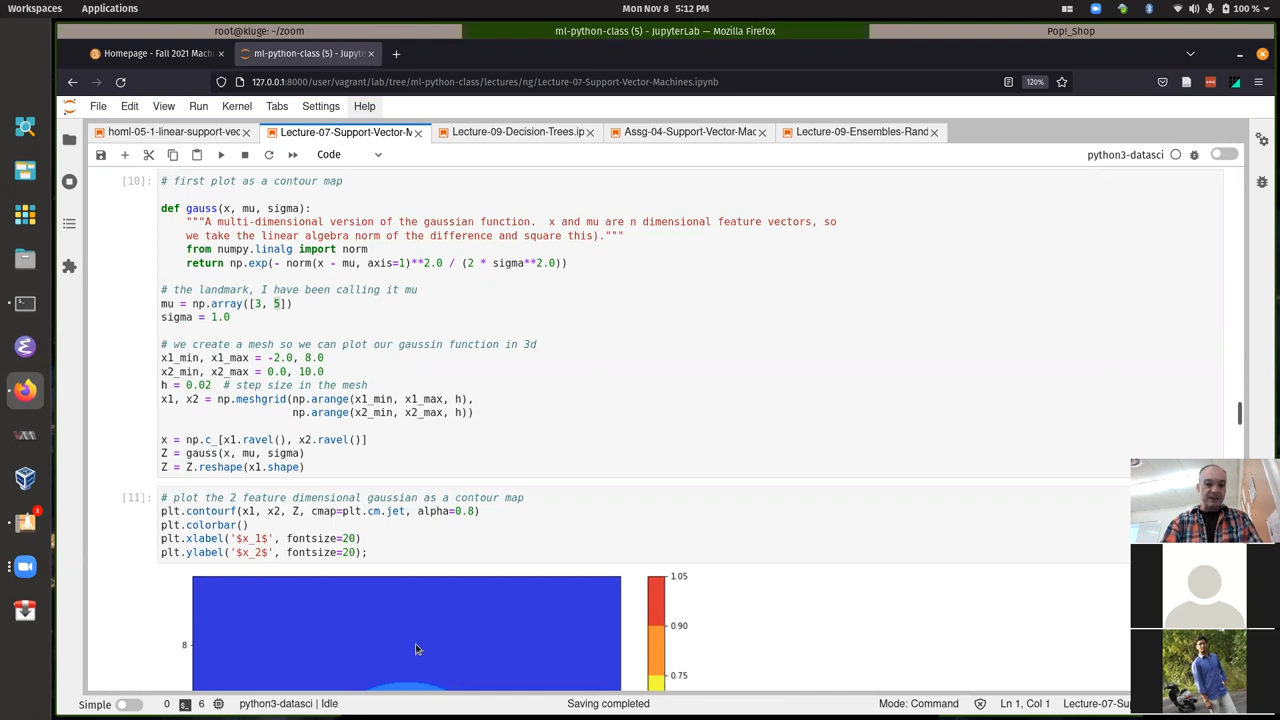 Workspaces Applications Mon Nov 8 5:12 PM 100 %
root@kluge: ~/zoom ml-python-class (5) — JupyterLab — Mozilla Firefox Pop!_Shop
Homepage - Fall 2021 Machi ml-python-class (5) - Jupyter
127.0.0.1:8000/user/vagrant/lab/tree/ml-python-class/lectures/ng/Lecture-07-Support-Vector-Machines.ipynb 120%
File Edit View Run Kernel Tabs Settings Help
homl-05-1-linear-support-vec Lecture-07-Support-Vector-M Lecture-09-Decision-Trees.ip Assg-04-Support-Vector-Mac Lecture-09-Ensembles-Rand
Code python3-datasci
[10]: # first plot as a contour map
def gauss(x, mu, sigma):
"""A multi-dimensional version of the gaussian function. x and mu are n dimensional feature vectors, so
we take the linear algebra norm of the difference and square this)."""
from numpy.linalg import norm
return np.exp(- norm(x - mu, axis=1)**2.0 / (2 * sigma**2.0))
# the landmark, I have been calling it mu
mu = np.array([3, 5])
sigma = 1.0
# we create a mesh so we can plot our gaussin function in 3d
x1_min, x1_max = -2.0, 8.0
x2_min, x2_max = 0.0, 10.0
h = 0.02 # step size in the mesh
x1, x2 = np.meshgrid(np.arange(x1_min, x1_max, h),
np.arange(x2_min, x2_max, h))
x = np.c_[x1.ravel(), x2.ravel()]
Z = gauss(x, mu, sigma)
Z = Z.reshape(x1.shape)
[11]: # plot the 2 feature dimensional gaussian as a contour map
plt.contourf(x1, x2, Z, cmap=plt.cm.jet, alpha=0.8)
plt.colorbar()
plt.xlabel('$x_1$', fontsize=20)
plt.ylabel('$x_2$', fontsize=20);
1.05
0.90
8
0.75
Simple 0 6 python3-datasci | Idle Saving completed Mode: Command Ln 1, Col 1 Lecture-07-Support-Vector
2